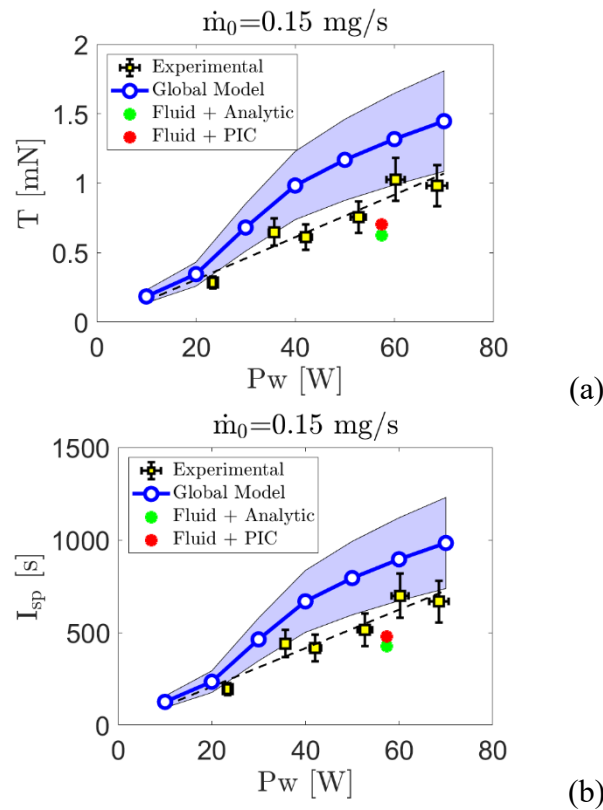 ṁ₀=0.15 mg/s
2
1.5
1
0.5
0
T [mN]
Experimental
Global Model
Fluid + Analytic
Fluid + PIC
0 20 40 60 80
Pw [W]
(a)
ṁ₀=0.15 mg/s
1500
1000
500
0
I_sp [s]
Experimental
Global Model
Fluid + Analytic
Fluid + PIC
0 20 40 60 80
Pw [W]
(b)